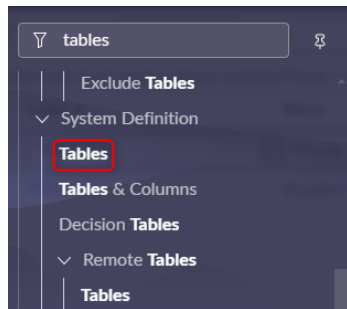 tables
Exclude Tables
System Definition
Tables
Tables & Columns
Decision Tables
Remote Tables
Tables